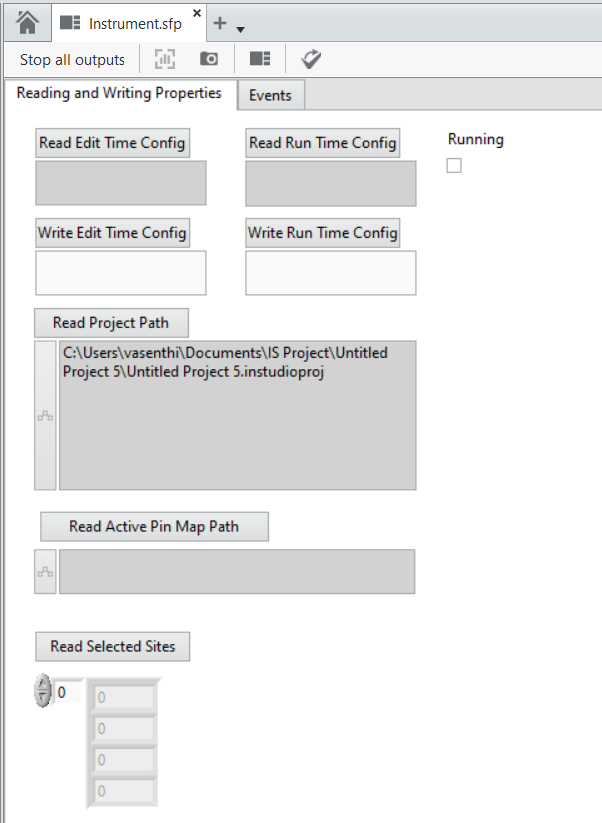 Instrument.sfp
Stop all outputs
Reading and Writing Properties
Events
Read Edit Time Config
Read Run Time Config
Running
Write Edit Time Config
Write Run Time Config
Read Project Path
C:\Users\vasenthi\Documents\IS Project\Untitled
Project 5\Untitled Project 5.instudioproj
Read Active Pin Map Path
Read Selected Sites
0
0
0
0
0